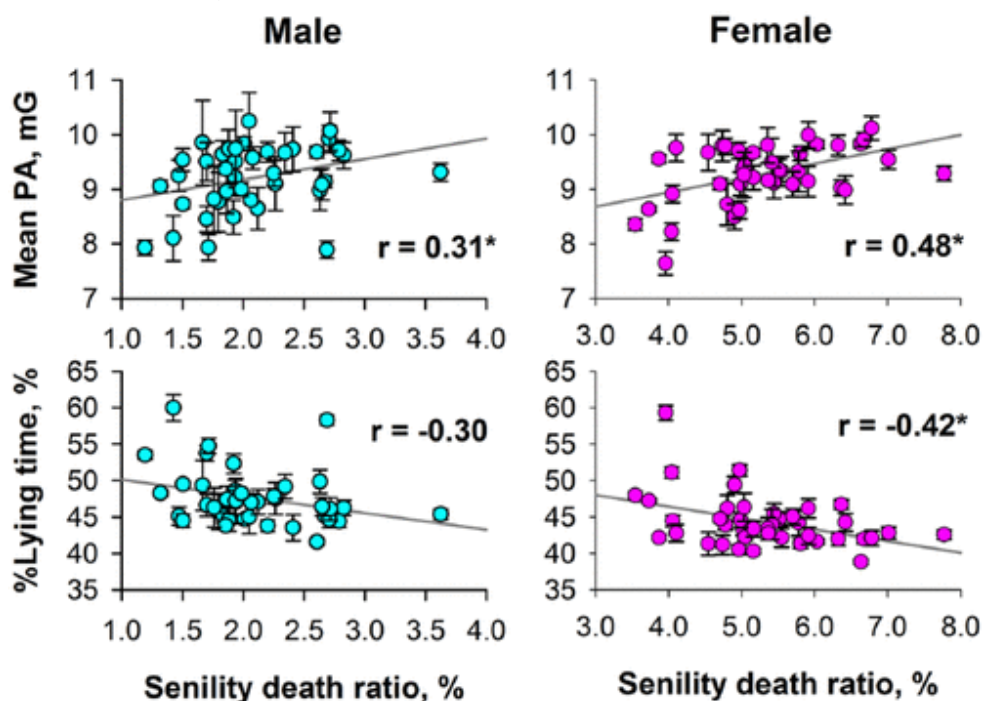 Male Female
Mean PA, mG
11 11
10 10
9 9
8 8
7 7
r = 0.31* r = 0.48*
1.0 1.5 2.0 2.5 3.0 3.5 4.0 3.0 4.0 5.0 6.0 7.0 8.0
%Lying time, %
65 65
60 60
55 55
50 50
45 45
40 40
35 35
r = -0.30 r = -0.42*
1.0 1.5 2.0 2.5 3.0 3.5 4.0 3.0 4.0 5.0 6.0 7.0 8.0
Senility death ratio, % Senility death ratio, %